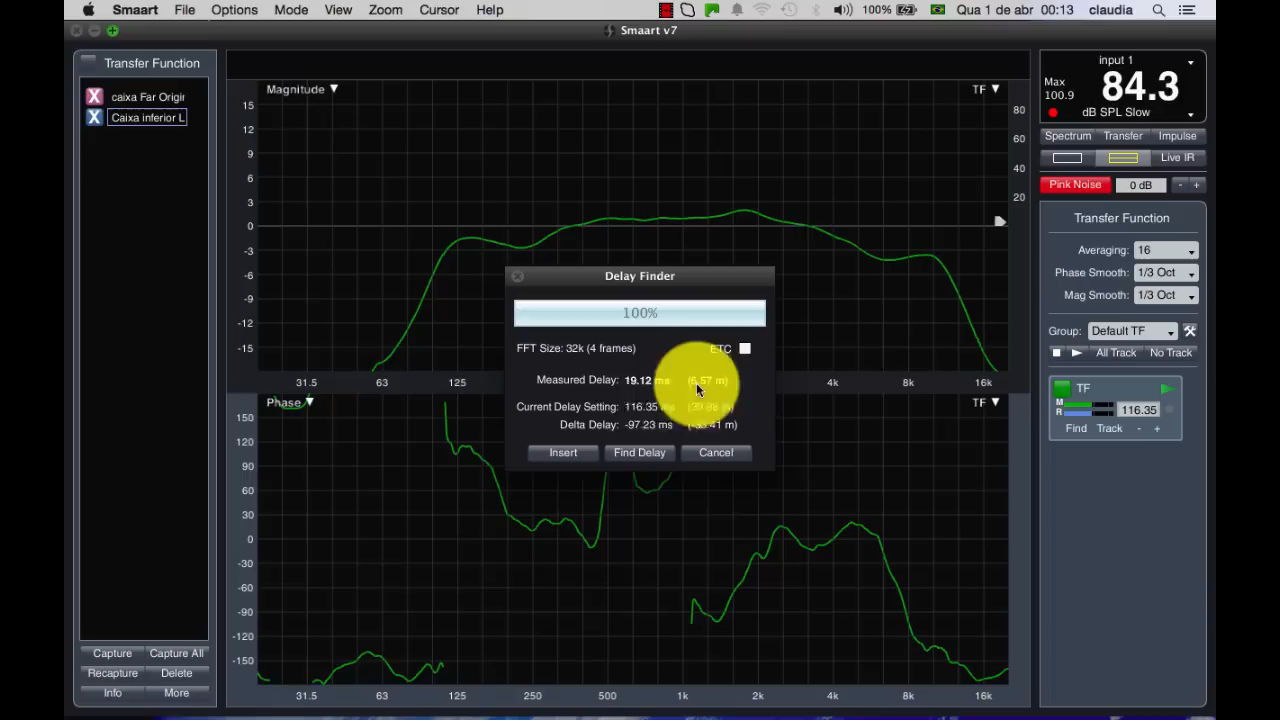 Smaart File Options Mode View Zoom Cursor Help 100% Qua 1 de abr 00:13 claudia
Smaart v7
Transfer Function
caixa Far Origir
Caixa inferior L
Capture Capture All
Recapture Delete
Info More
Magnitude TF
15
12
9
6
3
0
-3
-6
-9
-12
-15
80
60
40
20
31.5 63 125 4k 8k 16k
Phase TF
150
90
60
30
0
-30
-60
-90
-120
-150
31.5 63 125 250 500 1k 2k 4k 8k 16k
Delay Finder
100%
FFT Size: 32k (4 frames) ETC
Measured Delay: 19.12 ms (6.57 m)
Current Delay Setting: 116.35 ms
Delta Delay: -97.23 ms
Insert Find Delay Cancel
input 1
Max
100.9
84.3
dB SPL Slow
Spectrum Transfer Impulse
Live IR
Pink Noise 0 dB - +
Transfer Function
Averaging: 16
Phase Smooth: 1/3 Oct
Mag Smooth: 1/3 Oct
Group: Default TF
All Track No Track
TF
M
R
116.35
Find Track - +